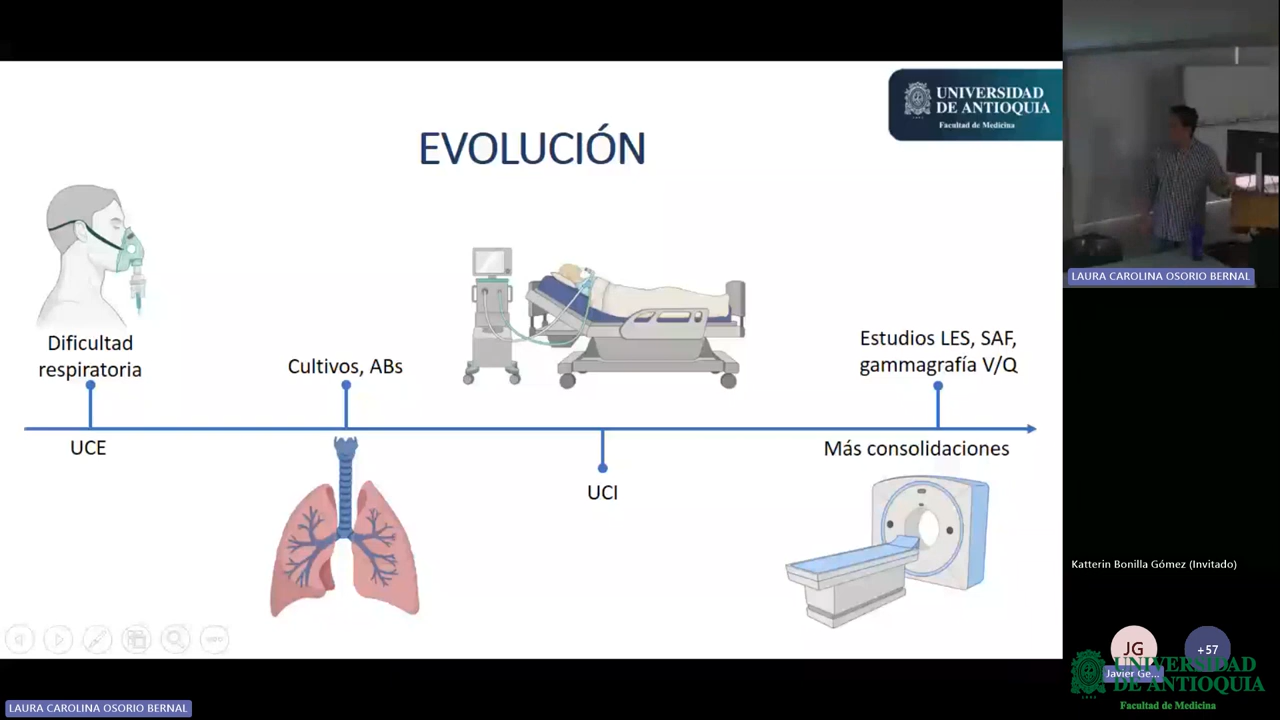 UNIVERSIDAD
DE ANTIOQUIA
Facultad de Medicina
EVOLUCIÓN
Dificultad
respiratoria
UCE
Cultivos, ABs
UCI
Estudios LES, SAF,
gammagrafía V/Q
Más consolidaciones
LAURA CAROLINA OSORIO BERNAL
Katterin Bonilla Gómez (Invitado)
JG
+57
Javier Ge...
UNIVERSIDAD
DE ANTIOQUIA
Facultad de Medicina
LAURA CAROLINA OSORIO BERNAL